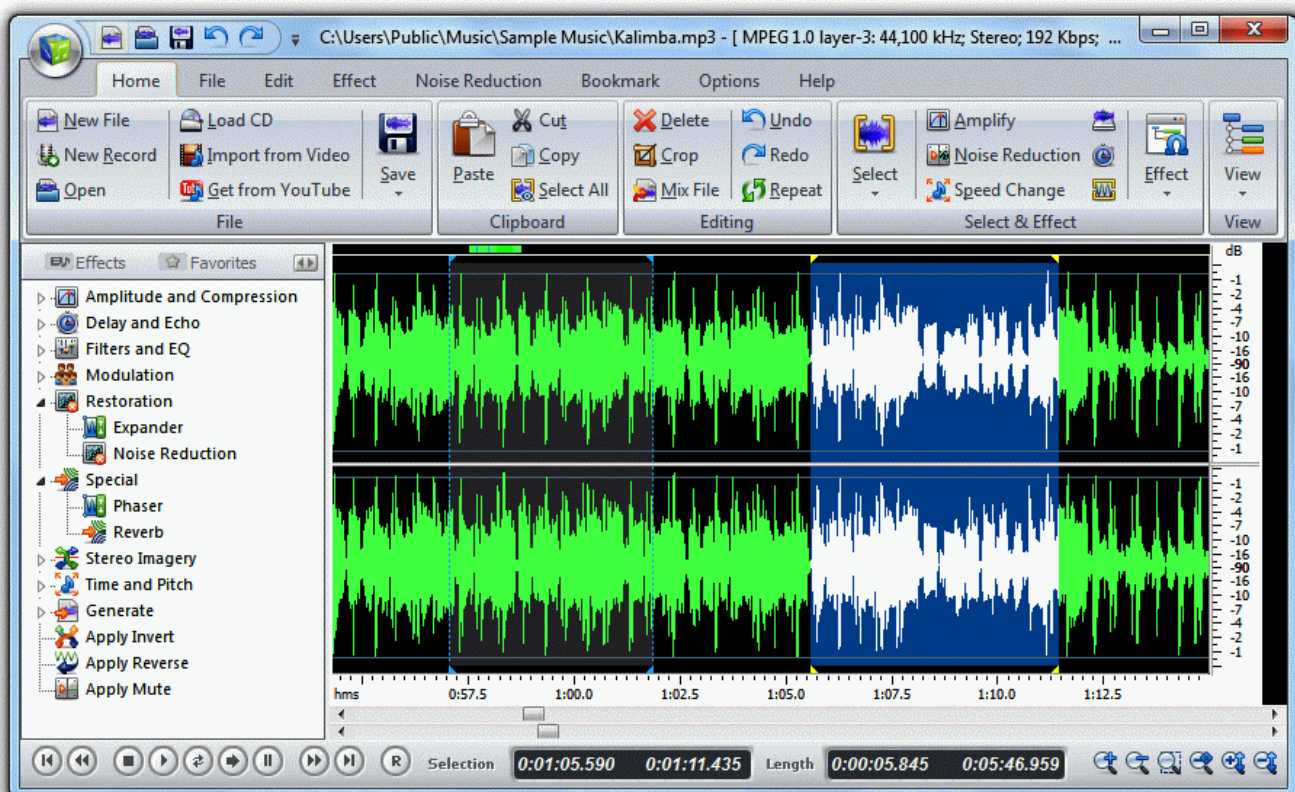 C:\Users\Public\Music\Sample Music\Kalimba.mp3 - [ MPEG 1.0 layer-3: 44,100 kHz; Stereo; 192 Kbps; ...
Home File Edit Effect Noise Reduction Bookmark Options Help
New File Load CD Cut Delete Undo Amplify
New Record Import from Video Save Paste Copy Crop Redo Select Noise Reduction Effect View
Open Get from YouTube Select All Mix File Repeat Speed Change
File Clipboard Editing Select & Effect View
Effects Favorites
Amplitude and Compression
Delay and Echo
Filters and EQ
Modulation
Restoration
Expander
Noise Reduction
Special
Phaser
Reverb
Stereo Imagery
Time and Pitch
Generate
Apply Invert
Apply Reverse
Apply Mute
dB
-1
-2
-4
-7
-10
-16
-90
-16
-10
-7
-4
-2
-1
-1
-2
-4
-7
-10
-16
-90
-16
-10
-7
-4
-2
-1
hms 0:57.5 1:00.0 1:02.5 1:05.0 1:07.5 1:10.0 1:12.5
R Selection 0:01:05.590 0:01:11.435 Length 0:00:05.845 0:05:46.959